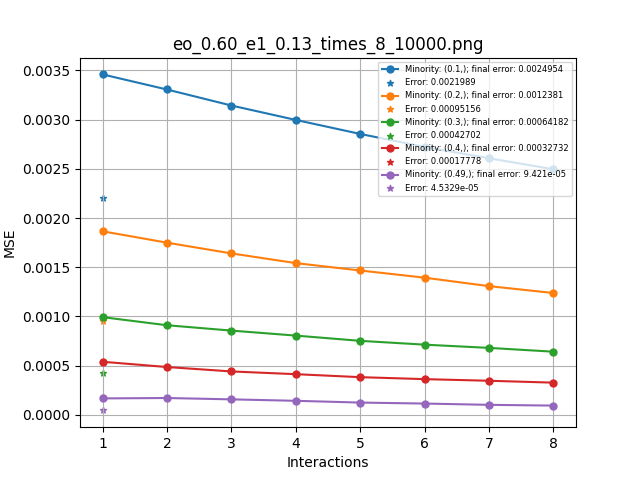 eo_0.60_e1_0.13_times_8_10000.png
Minority: (0.1,); final error: 0.0024954
Error: 0.0021989
Minority: (0.2,); final error: 0.0012381
Error: 0.00095156
Minority: (0.3,); final error: 0.00064182
Error: 0.00042702
Minority: (0.4,); final error: 0.00032732
Error: 0.00017778
Minority: (0.49,); final error: 9.421e-05
Error: 4.5329e-05
MSE
0.0035
0.0030
0.0025
0.0020
0.0015
0.0010
0.0005
0.0000
1 2 3 4 5 6 7 8
Interactions